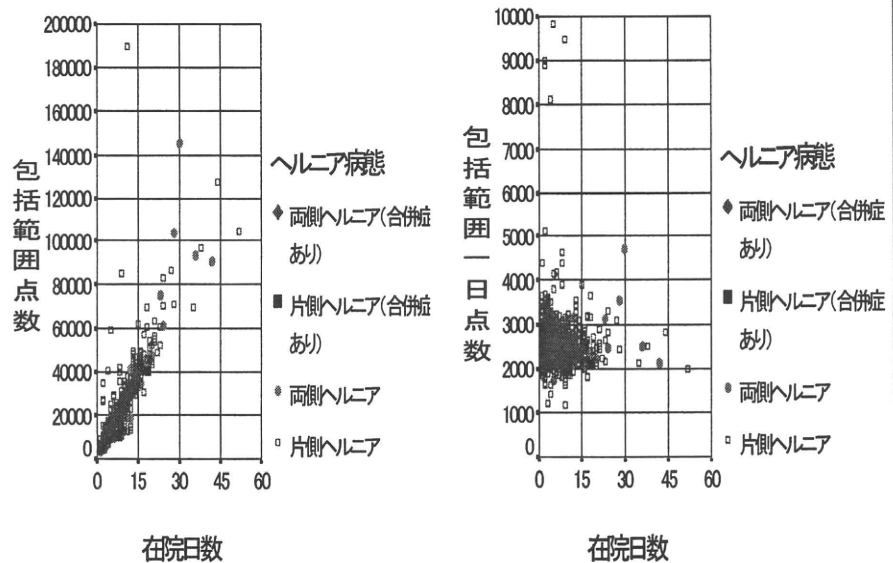 包括範囲点数
200000
180000
160000
140000
120000
100000
80000
60000
40000
20000
0
0 15 30 45 60
在院日数
ヘルニア病態
両側ヘルニア(合併症
あり)
片側ヘルニア(合併症
あり)
両側ヘルニア
片側ヘルニア
包括範囲一日点数
10000
9000
8000
7000
6000
5000
4000
3000
2000
1000
0
0 15 30 45 60
在院日数
ヘルニア病態
両側ヘルニア(合併症
あり)
片側ヘルニア(合併症
あり)
両側ヘルニア
片側ヘルニア